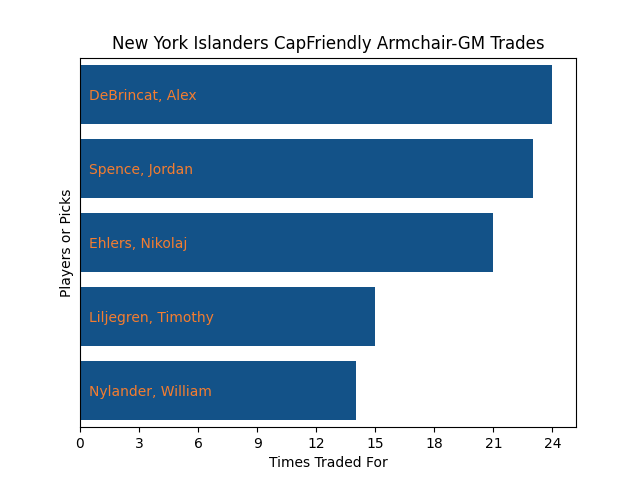 New York Islanders CapFriendly Armchair-GM Trades
Players or Picks
DeBrincat, Alex
Spence, Jordan
Ehlers, Nikolaj
Liljegren, Timothy
Nylander, William
0 3 6 9 12 15 18 21 24
Times Traded For